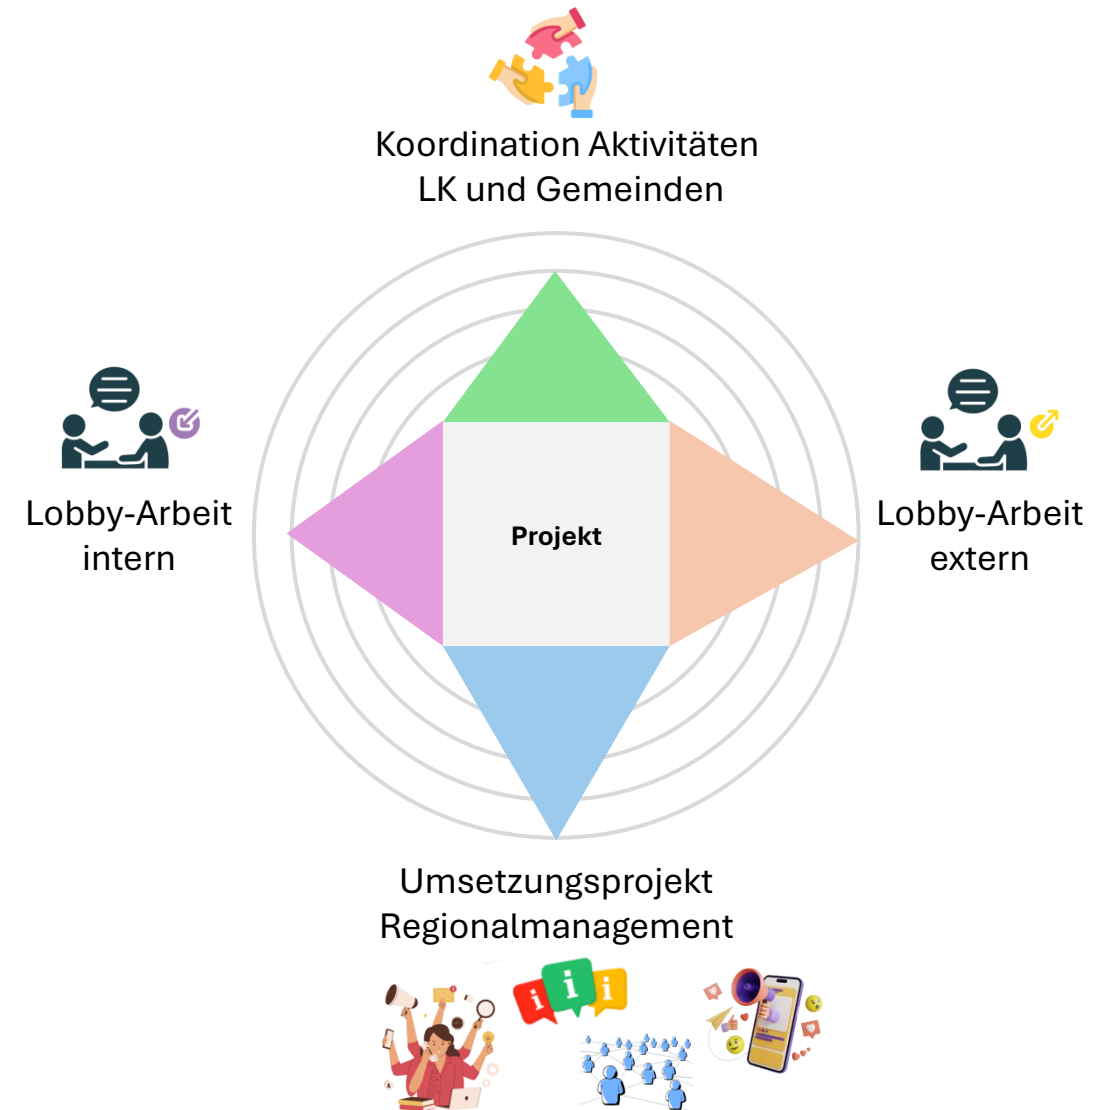 Koordination Aktivitäten
LK und Gemeinden
Lobby-Arbeit
intern
Projekt
Lobby-Arbeit
extern
Umsetzungsprojekt
Regionalmanagement
i
i
i